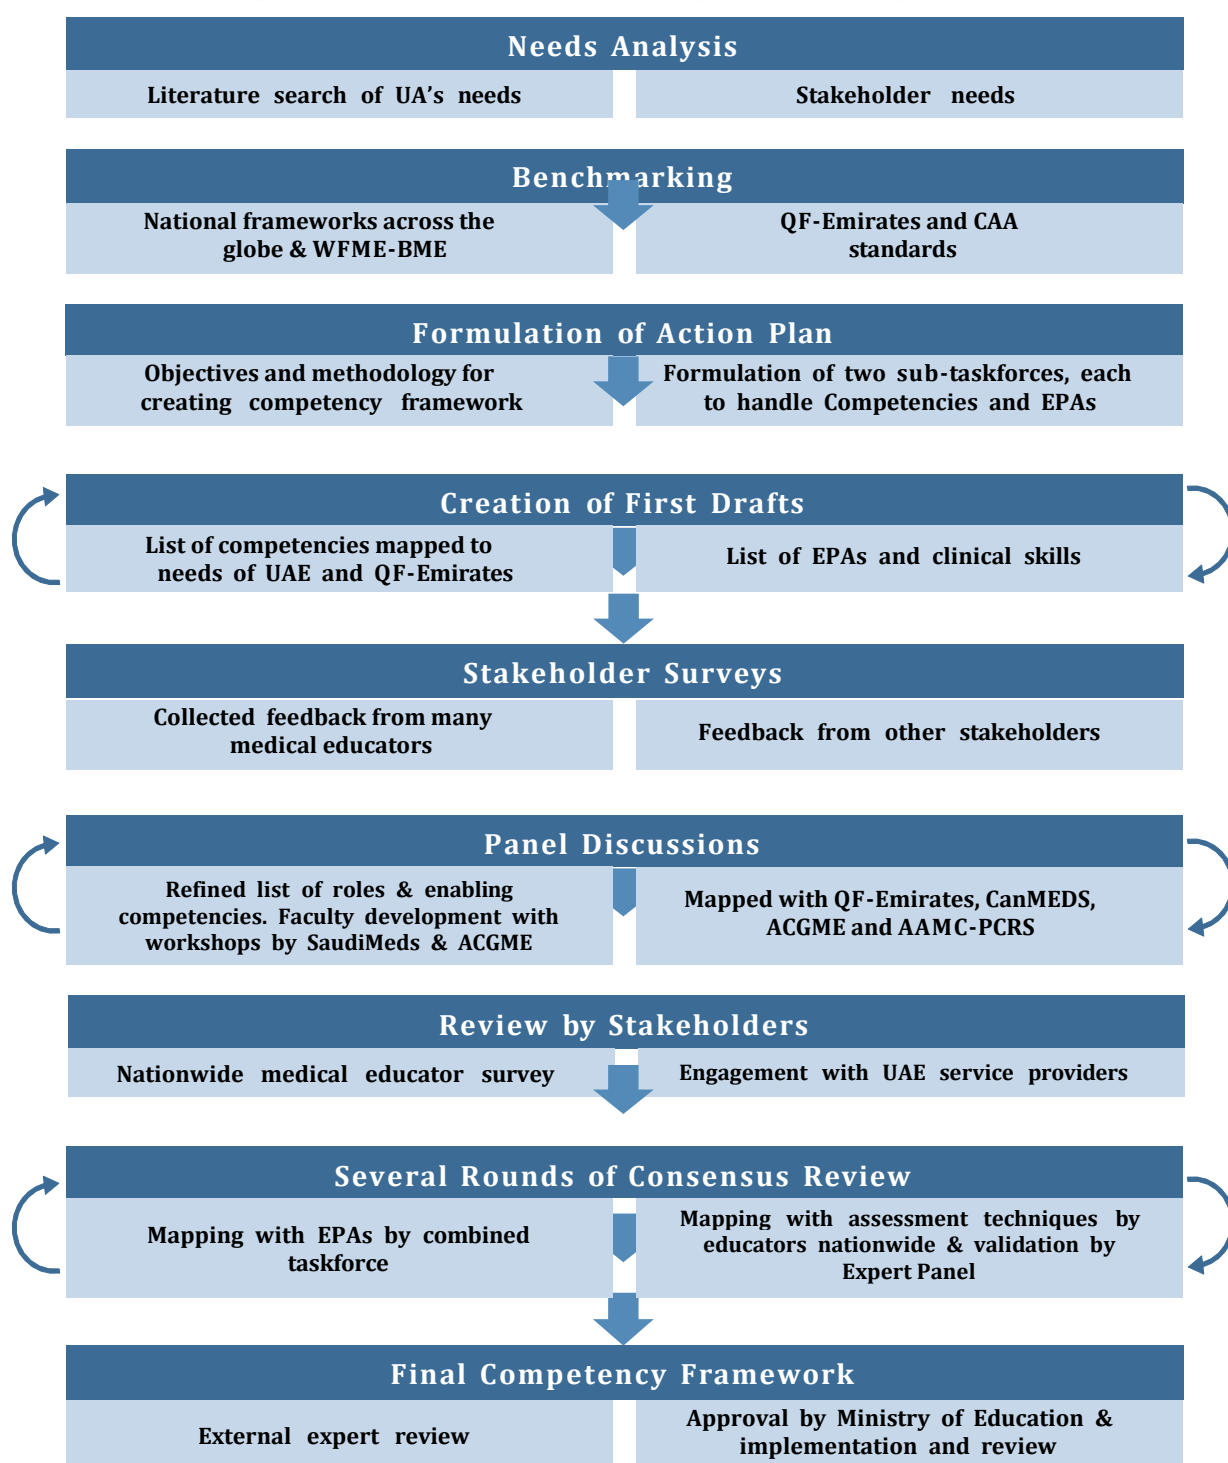 Needs Analysis
Literature search of UA's needs
Stakeholder needs
Benchmarking
National frameworks across the
globe & WFME-BME
QF-Emirates and CAA
standards
Formulation of Action Plan
Objectives and methodology for
creating competency framework
Formulation of two sub-taskforces, each
to handle Competencies and EPAs
Creation of First Drafts
List of competencies mapped to
needs of UAE and QF-Emirates
List of EPAs and clinical skills
Stakeholder Surveys
Collected feedback from many
medical educators
Feedback from other stakeholders
Panel Discussions
Refined list of roles & enabling
competencies. Faculty development with
workshops by SaudiMeds & ACGME
Mapped with QF-Emirates, CanMEDS,
ACGME and AAMC-PCRS
Review by Stakeholders
Nationwide medical educator survey
Engagement with UAE service providers
Several Rounds of Consensus Review
Mapping with EPAs by combined
taskforce
Mapping with assessment techniques by
educators nationwide & validation by
Expert Panel
Final Competency Framework
External expert review
Approval by Ministry of Education &
implementation and review